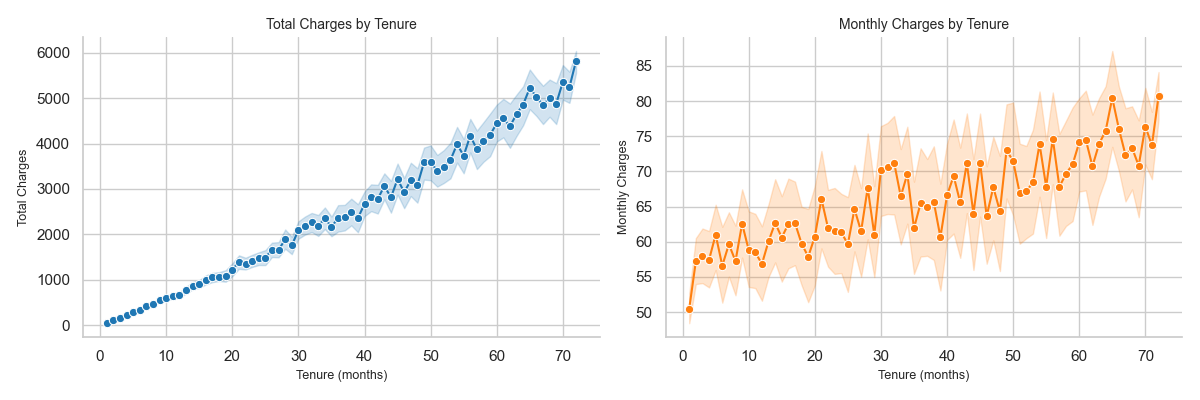 Total Charges by Tenure
Total Charges
6000
5000
4000
3000
2000
1000
0
0 10 20 30 40 50 60 70
Tenure (months)
Monthly Charges by Tenure
Monthly Charges
85
80
75
70
65
60
55
50
0 10 20 30 40 50 60 70
Tenure (months)